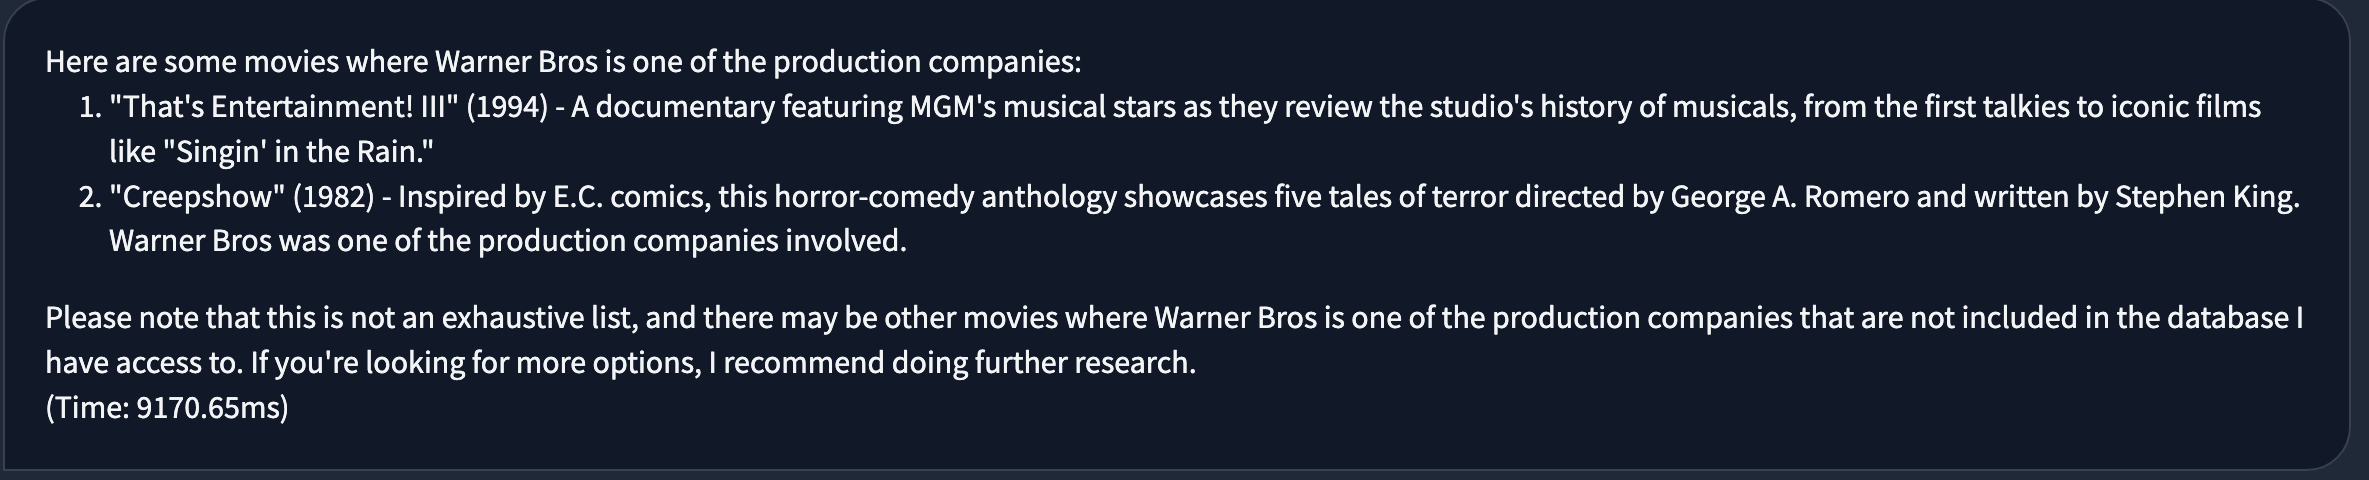 Here are some movies where Warner Bros is one of the production companies:
1. "That's Entertainment! III" (1994) - A documentary featuring MGM's musical stars as they review the studio's history of musicals, from the first talkies to iconic films
like "Singin' in the Rain."
2. "Creepshow" (1982) - Inspired by E.C. comics, this horror-comedy anthology showcases five tales of terror directed by George A. Romero and written by Stephen King.
Warner Bros was one of the production companies involved.
Please note that this is not an exhaustive list, and there may be other movies where Warner Bros is one of the production companies that are not included in the database I
have access to. If you're looking for more options, I recommend doing further research.
(Time: 9170.65ms)